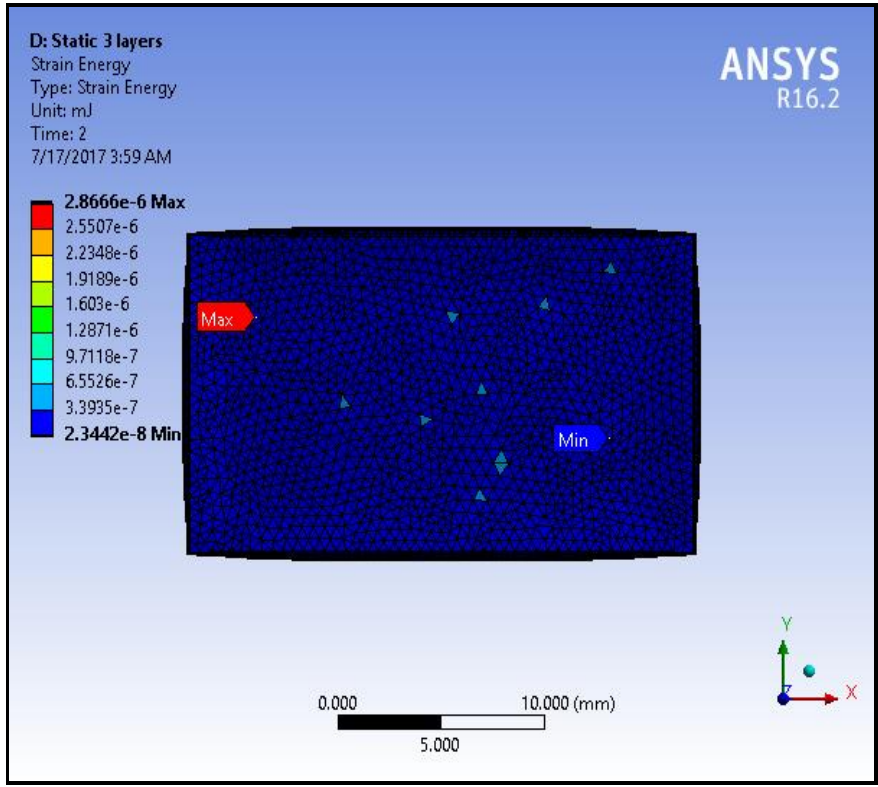 D: Static 3 layers
Strain Energy
Type: Strain Energy
Unit: mJ
Time: 2
7/17/2017 3:59 AM
ANSYS
R16.2
2.8666e-6 Max
2.5507e-6
2.2348e-6
1.9189e-6
1.603e-6
1.2871e-6
9.7118e-7
6.5526e-7
3.3935e-7
2.3442e-8 Min
Max
Min
0.000
10.000 (mm)
5.000
Y
Z
X